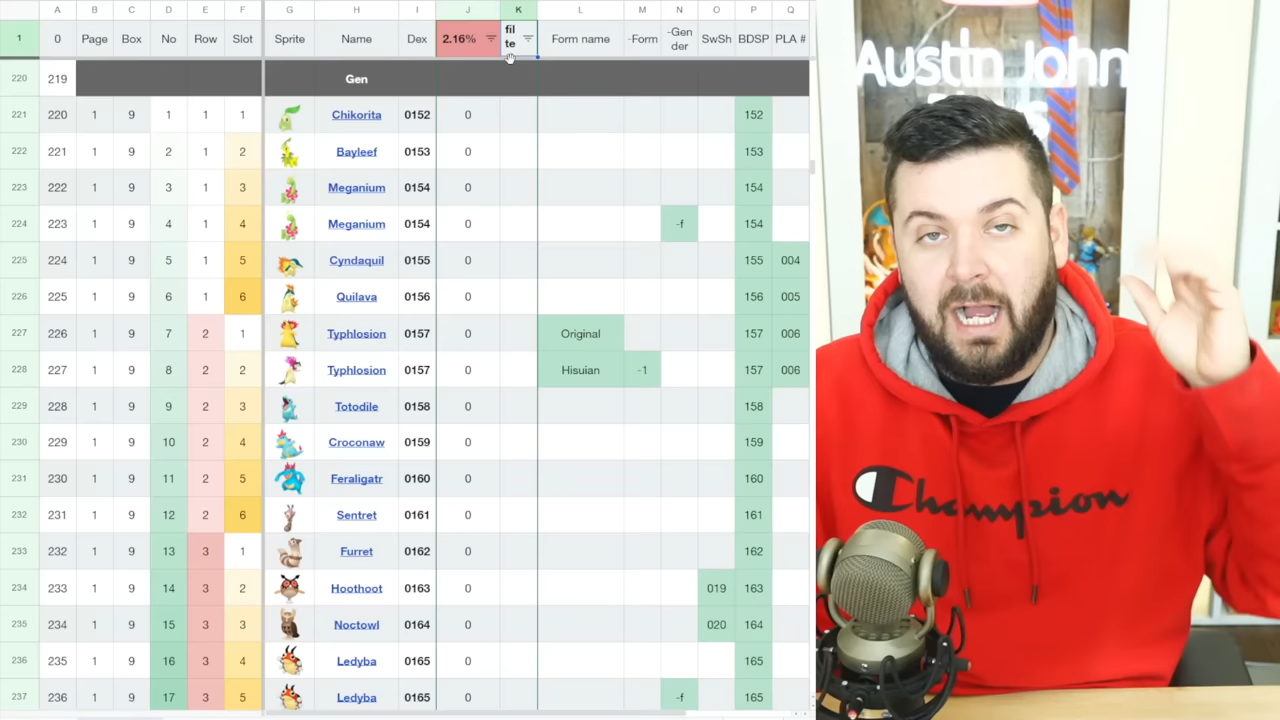 A B C D E F G H I J K L M N O P Q
1 0 Page Box No Row Slot Sprite Name Dex 2.16% filte Form name -Form -Gender SwSh BDSP PLA #
220 219 Gen
221 220 1 9 1 1 1 Chikorita 0152 0 152
222 221 1 9 2 1 2 Bayleef 0153 0 153
223 222 1 9 3 1 3 Meganium 0154 0 154
224 223 1 9 4 1 4 Meganium 0154 0 -f 154
225 224 1 9 5 1 5 Cyndaquil 0155 0 155 004
226 225 1 9 6 1 6 Quilava 0156 0 156 005
227 226 1 9 7 2 1 Typhlosion 0157 0 Original 157 006
228 227 1 9 8 2 2 Typhlosion 0157 0 Hisuian -1 157 006
229 228 1 9 9 2 3 Totodile 0158 0 158
230 229 1 9 10 2 4 Croconaw 0159 0 159
231 230 1 9 11 2 5 Feraligatr 0160 0 160
232 231 1 9 12 2 6 Sentret 0161 0 161
233 232 1 9 13 3 1 Furret 0162 0 162
234 233 1 9 14 3 2 Hoothoot 0163 0 019 163
235 234 1 9 15 3 3 Noctowl 0164 0 020 164
236 235 1 9 16 3 4 Ledyba 0165 0 165
237 236 1 9 17 3 5 Ledyba 0165 0 -f 165
Austin John
Champion